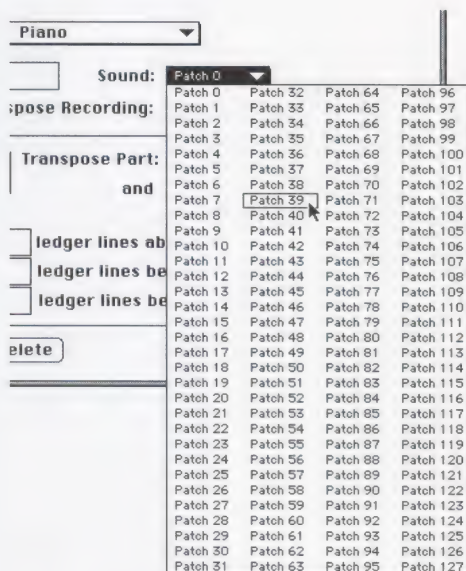 Piano
Sound: Patch 0
spose Recording:
Transpose Part:
and
ledger lines ab
ledger lines be
ledger lines be
elete
Patch 0 Patch 32 Patch 64 Patch 96
Patch 1 Patch 33 Patch 65 Patch 97
Patch 2 Patch 34 Patch 66 Patch 98
Patch 3 Patch 35 Patch 67 Patch 99
Patch 4 Patch 36 Patch 68 Patch 100
Patch 5 Patch 37 Patch 69 Patch 101
Patch 6 Patch 38 Patch 70 Patch 102
Patch 7 Patch 39 Patch 71 Patch 103
Patch 8 Patch 40 Patch 72 Patch 104
Patch 9 Patch 41 Patch 73 Patch 105
Patch 10 Patch 42 Patch 74 Patch 106
Patch 11 Patch 43 Patch 75 Patch 107
Patch 12 Patch 44 Patch 76 Patch 108
Patch 13 Patch 45 Patch 77 Patch 109
Patch 14 Patch 46 Patch 78 Patch 110
Patch 15 Patch 47 Patch 79 Patch 111
Patch 16 Patch 48 Patch 80 Patch 112
Patch 17 Patch 49 Patch 81 Patch 113
Patch 18 Patch 50 Patch 82 Patch 114
Patch 19 Patch 51 Patch 83 Patch 115
Patch 20 Patch 52 Patch 84 Patch 116
Patch 21 Patch 53 Patch 85 Patch 117
Patch 22 Patch 54 Patch 86 Patch 118
Patch 23 Patch 55 Patch 87 Patch 119
Patch 24 Patch 56 Patch 88 Patch 120
Patch 25 Patch 57 Patch 89 Patch 121
Patch 26 Patch 58 Patch 90 Patch 122
Patch 27 Patch 59 Patch 91 Patch 123
Patch 28 Patch 60 Patch 92 Patch 124
Patch 29 Patch 61 Patch 93 Patch 125
Patch 30 Patch 62 Patch 94 Patch 126
Patch 31 Patch 63 Patch 95 Patch 127